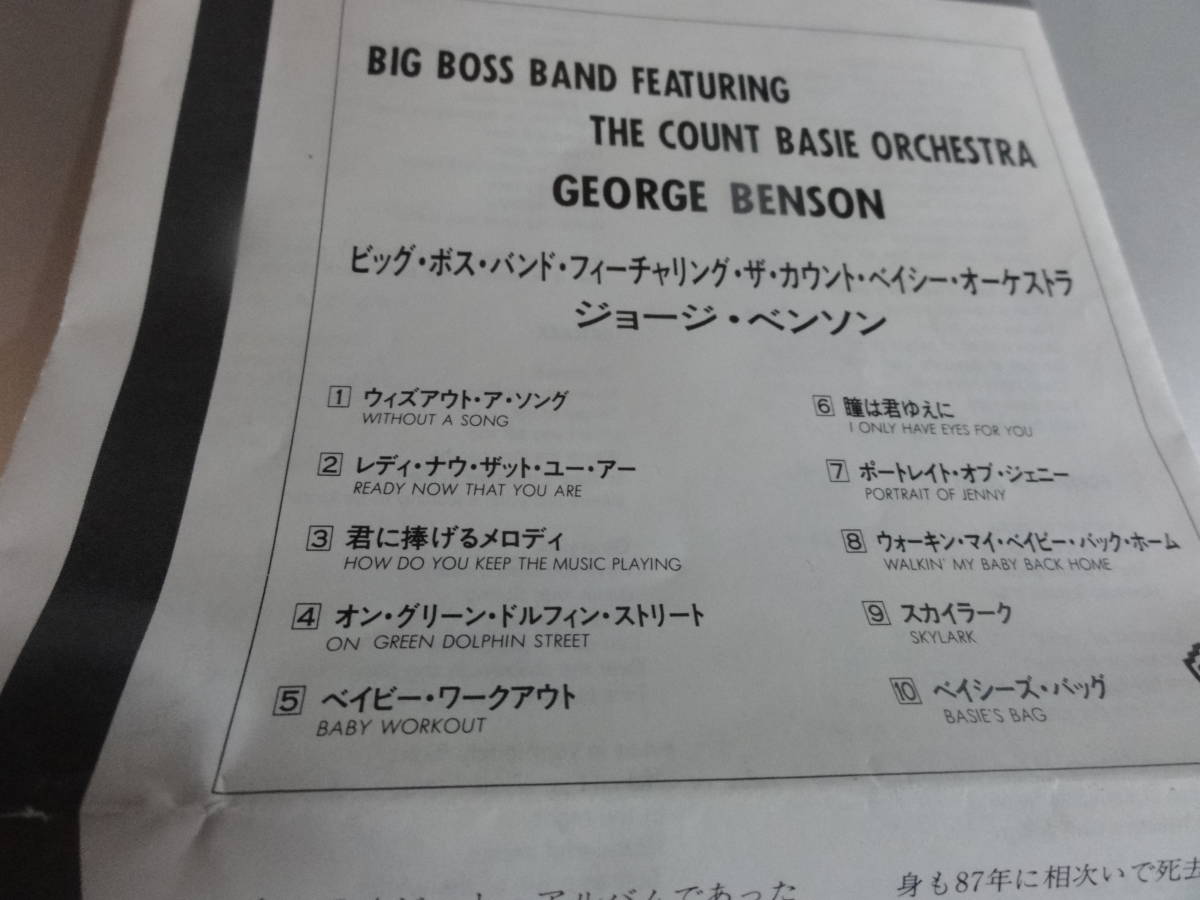 BIG BOSS BAND FEATURING
THE COUNT BASIE ORCHESTRA
GEORGE BENSON
ビッグ・ボス・バンド・フィーチャリング・ザ・カウント・ベイシー・オーケストラ
ジョージ・ベンソン
1 ウィズアウト・ア・ソング
WITHOUT A SONG
2 レディ・ナウ・ザット・ユー・アー
READY NOW THAT YOU ARE
3 君に捧げるメロディ
HOW DO YOU KEEP THE MUSIC PLAYING
4 オン・グリーン・ドルフィン・ストリート
ON GREEN DOLPHIN STREET
5 ベイビー・ワークアウト
BABY WORKOUT
6 瞳は君ゆえに
I ONLY HAVE EYES FOR YOU
7 ポートレイト・オブ・ジェニー
PORTRAIT OF JENNY
8 ウォーキン・マイ・ベイビー・バック・ホーム
WALKIN' MY BABY BACK HOME
9 スカイラーク
SKYLARK
10 ベイシーズ・バッグ
BASIE'S BAG
アルバムであった
身も87年に相次いで死去